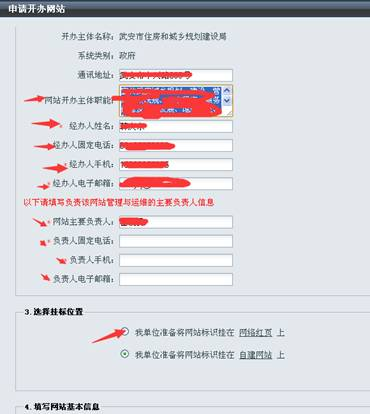 申请开办网站
开办主体名称: 武安市住房和城乡规划建设局
系统类别: 政府
通讯地址:
网站开办主体职能:
* 经办人姓名:
* 经办人固定电话:
* 经办人手机:
* 经办人电子邮箱:
以下请填写负责该网站管理与运维的主要负责人信息
* 网站主要负责人:
* 负责人固定电话:
* 负责人手机:
* 负责人电子邮箱:
3. 选择挂标位置
我单位准备将网站标识挂在 网络红页 上
我单位准备将网站标识挂在 自建网站 上
4. 填写网站基本信息